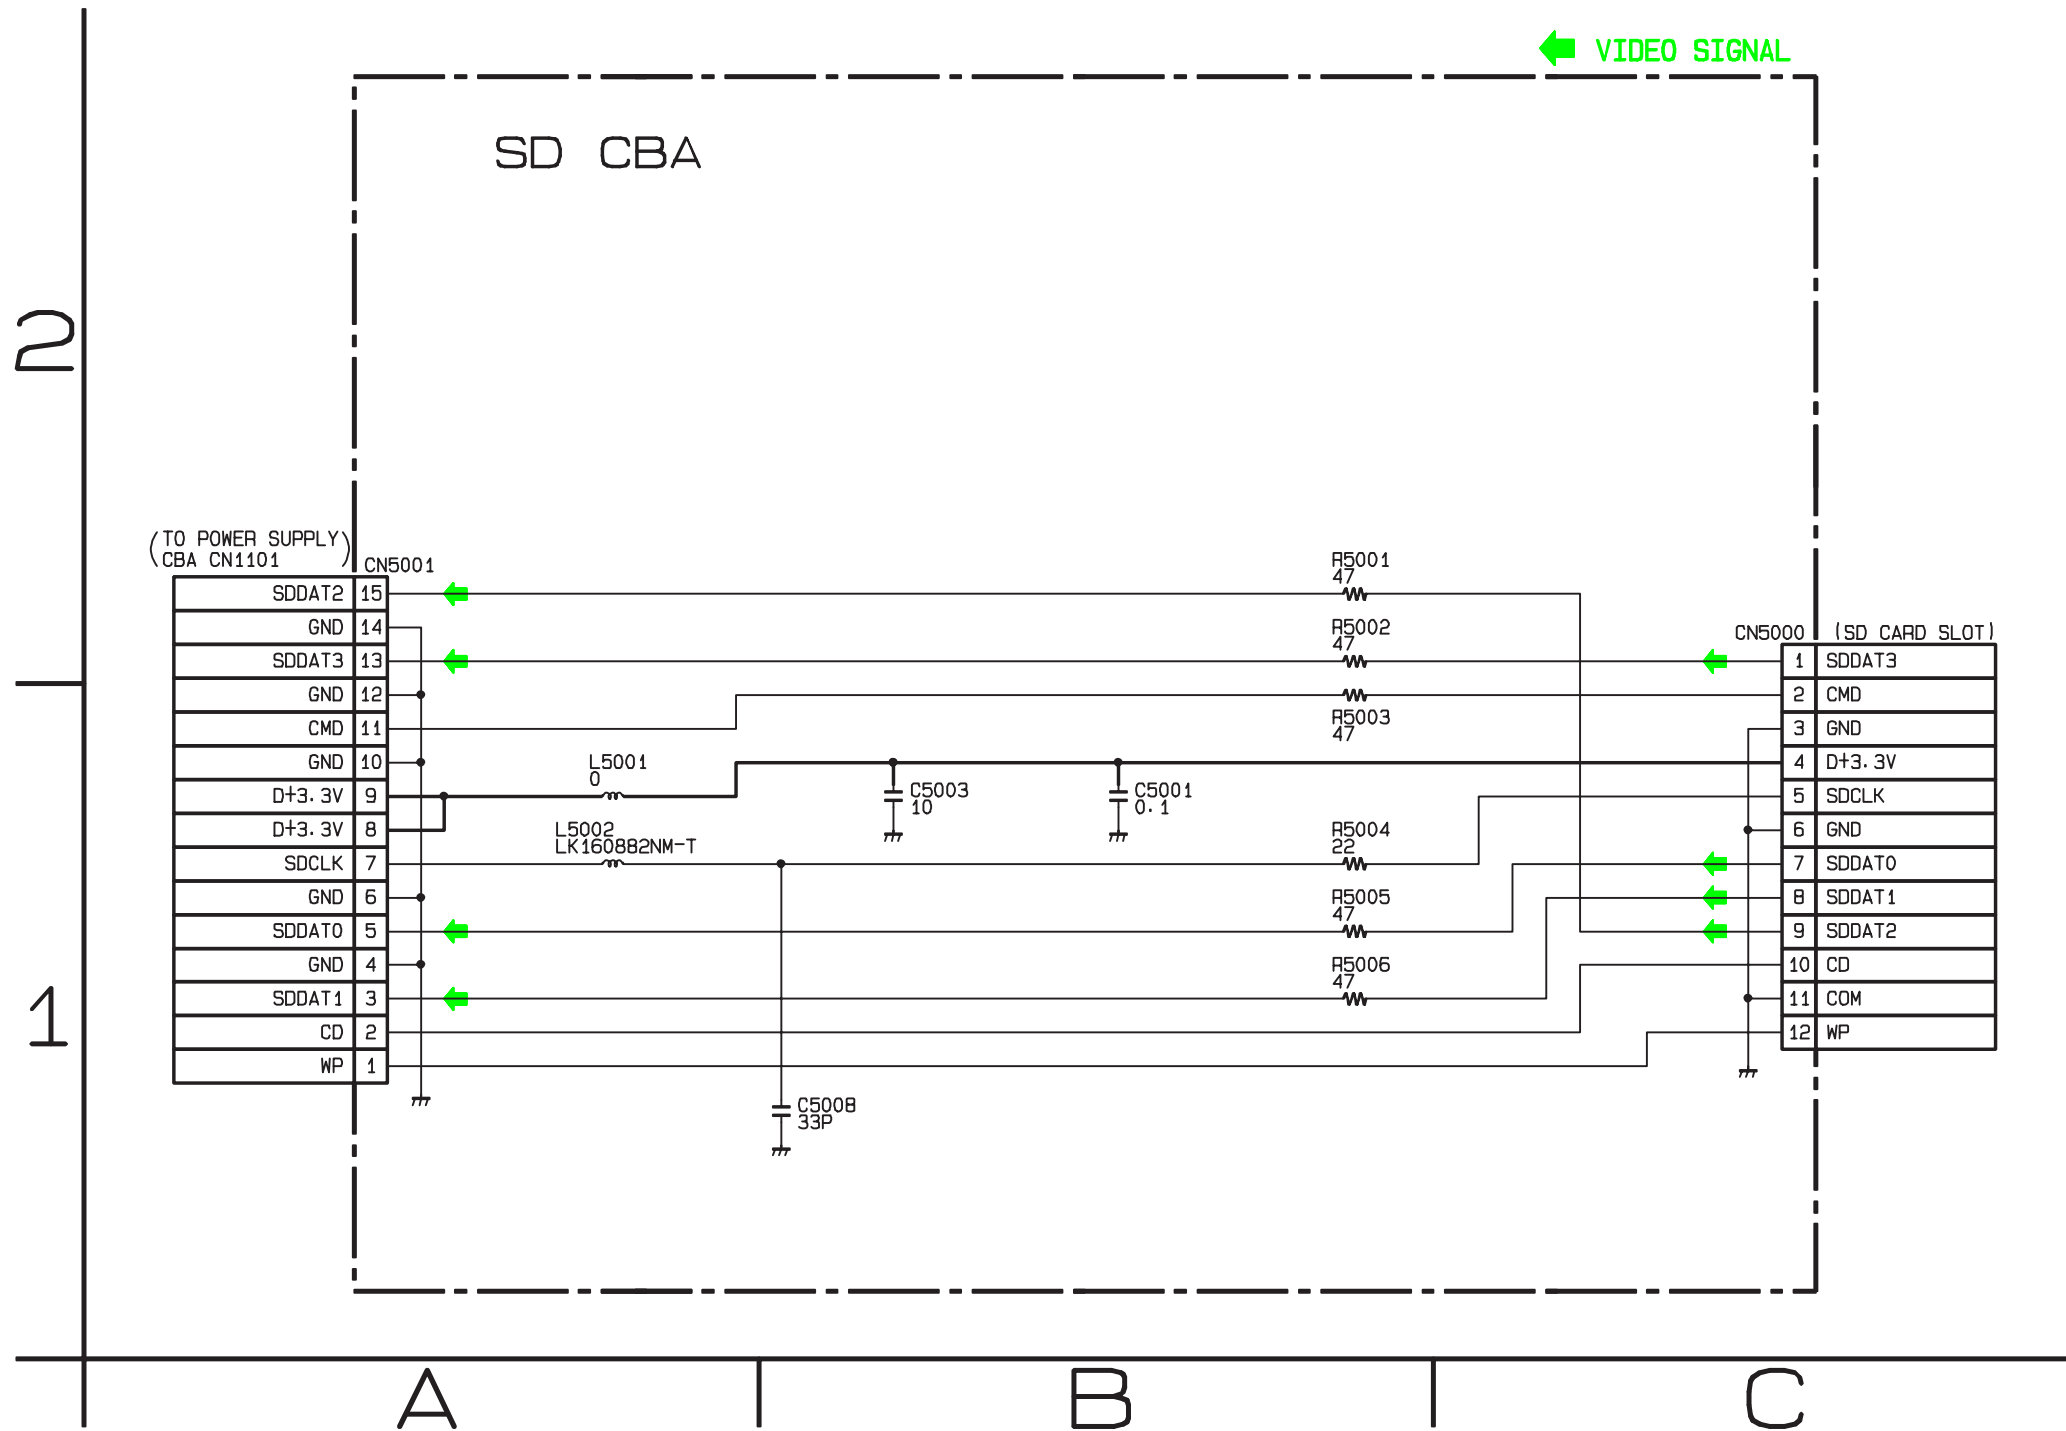 VIDEO SIGNAL
SD CBA
2
(TO POWER SUPPLY)
CBA CN1101
CN5001
SDDAT2 15
GND 14
SDDAT3 13
GND 12
CMD 11
GND 10
D+3.3V 9
D+3.3V 8
SDCLK 7
GND 6
SDDAT0 5
GND 4
SDDAT1 3
CD 2
WP 1
L5001
0
L5002
LK160882NM-T
C5003
10
C5001
0.1
C5008
33P
R5001
47
R5002
47
R5003
47
R5004
22
R5005
47
R5006
47
CN5000 (SD CARD SLOT)
1 SDDAT3
2 CMD
3 GND
4 D+3.3V
5 SDCLK
6 GND
7 SDDAT0
8 SDDAT1
9 SDDAT2
10 CD
11 COM
12 WP
1
A B C